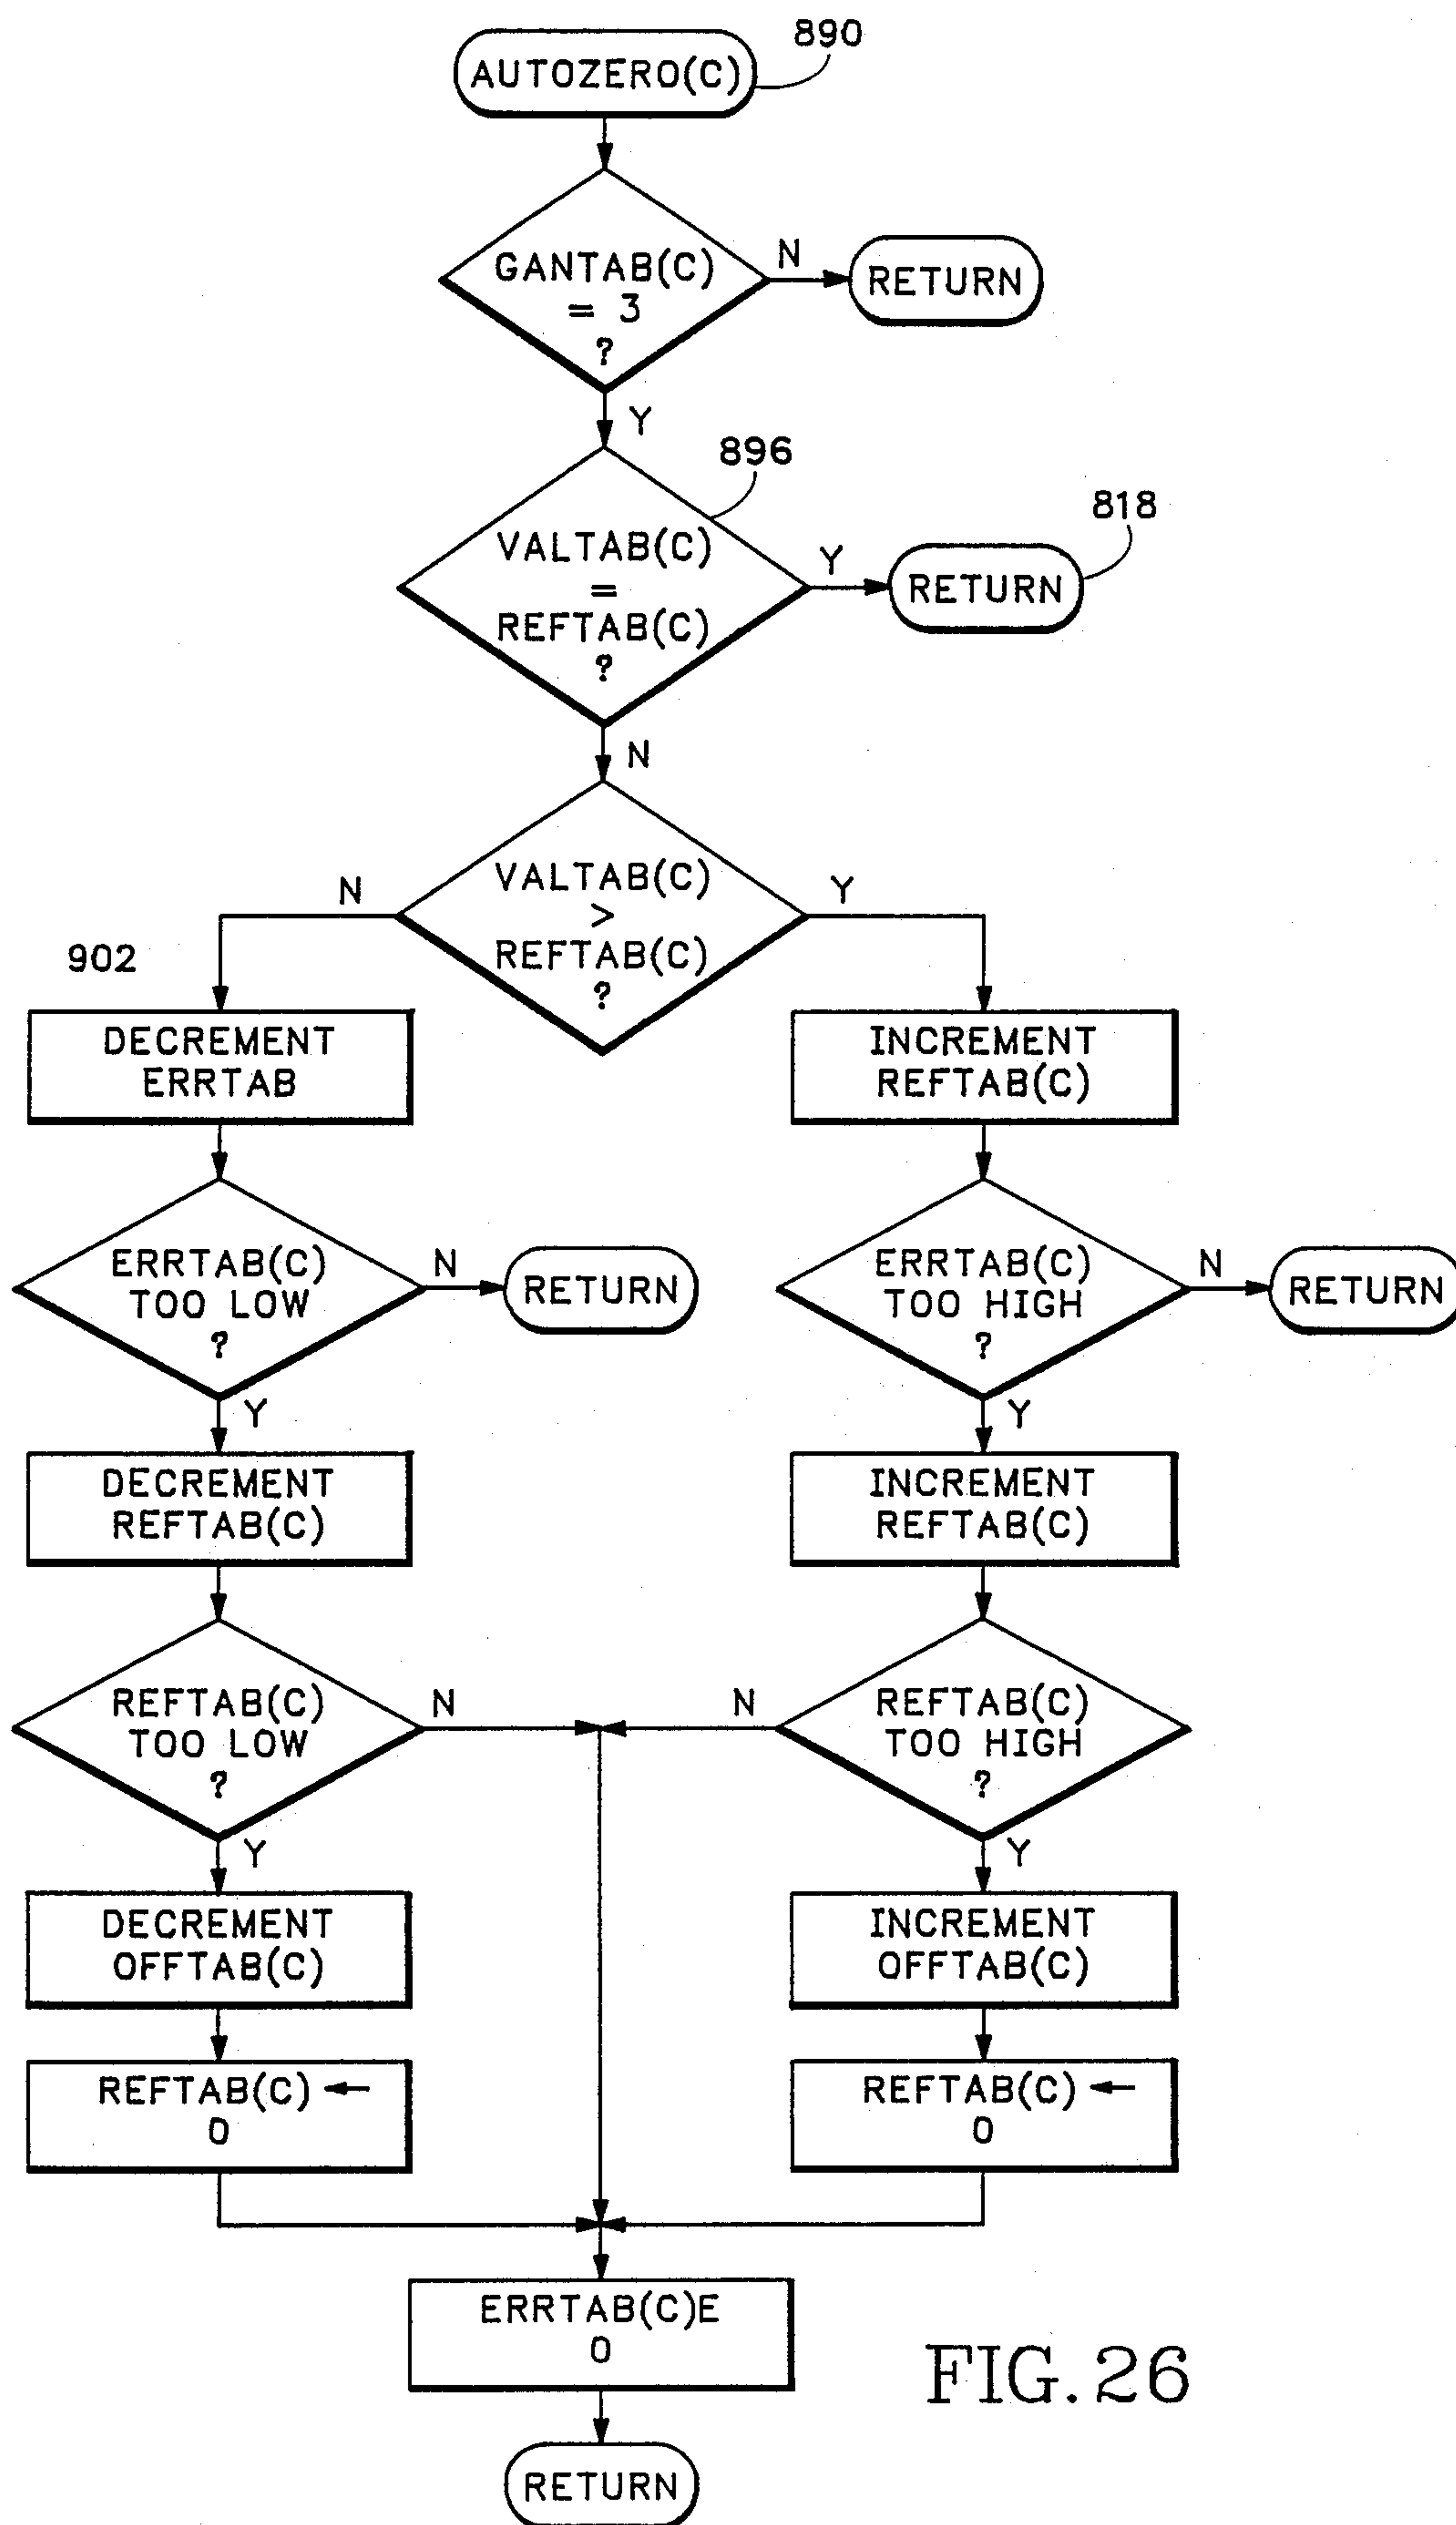 890
AUTOZERO(C)
GANTAB(C)
= 3
?
N
RETURN
Y
896
VALTAB(C)
=
REFTAB(C)
?
Y
818
RETURN
N
VALTAB(C)
>
REFTAB(C)
?
N
Y
902
DECREMENT
ERRTAB
INCREMENT
REFTAB(C)
ERRTAB(C)
TOO LOW
?
N
RETURN
ERRTAB(C)
TOO HIGH
?
N
RETURN
Y
Y
DECREMENT
REFTAB(C)
INCREMENT
REFTAB(C)
REFTAB(C)
TOO LOW
?
N
N
REFTAB(C)
TOO HIGH
?
Y
Y
DECREMENT
OFFTAB(C)
INCREMENT
OFFTAB(C)
REFTAB(C) ←
0
REFTAB(C) ←
0
ERRTAB(C)E
0
RETURN
FIG. 26